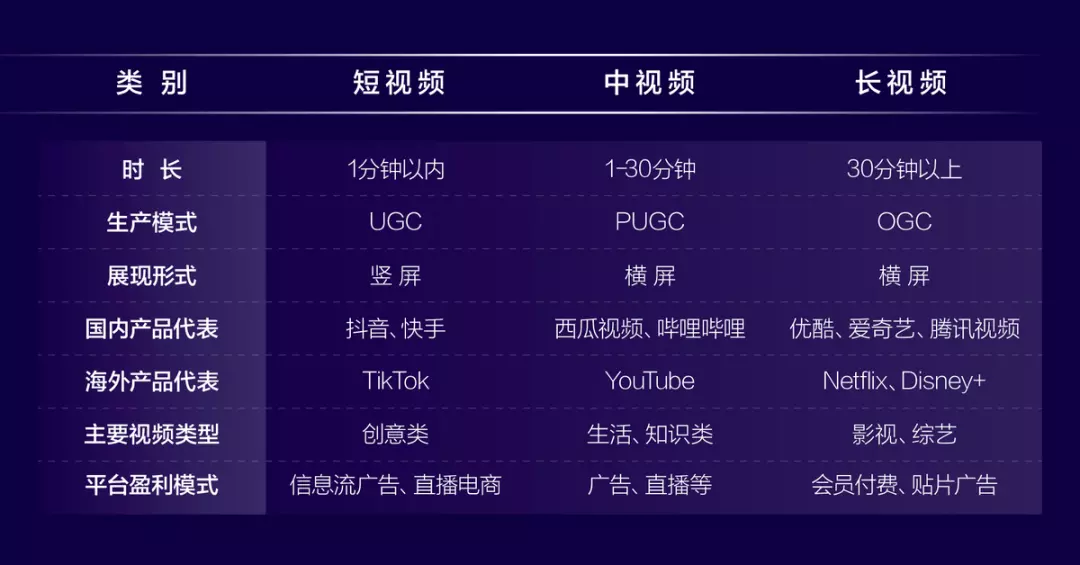 类 别 短视频 中视频 长视频
时 长 1分钟以内 1-30分钟 30分钟以上
生产模式 UGC PUGC OGC
展现形式 竖 屏 横 屏 横 屏
国内产品代表 抖音、快手 西瓜视频、哔哩哔哩 优酷、爱奇艺、腾讯视频
海外产品代表 TikTok YouTube Netflix、Disney+
主要视频类型 创意类 生活、知识类 影视、综艺
平台盈利模式 信息流广告、直播电商 广告、直播等 会员付费、贴片广告